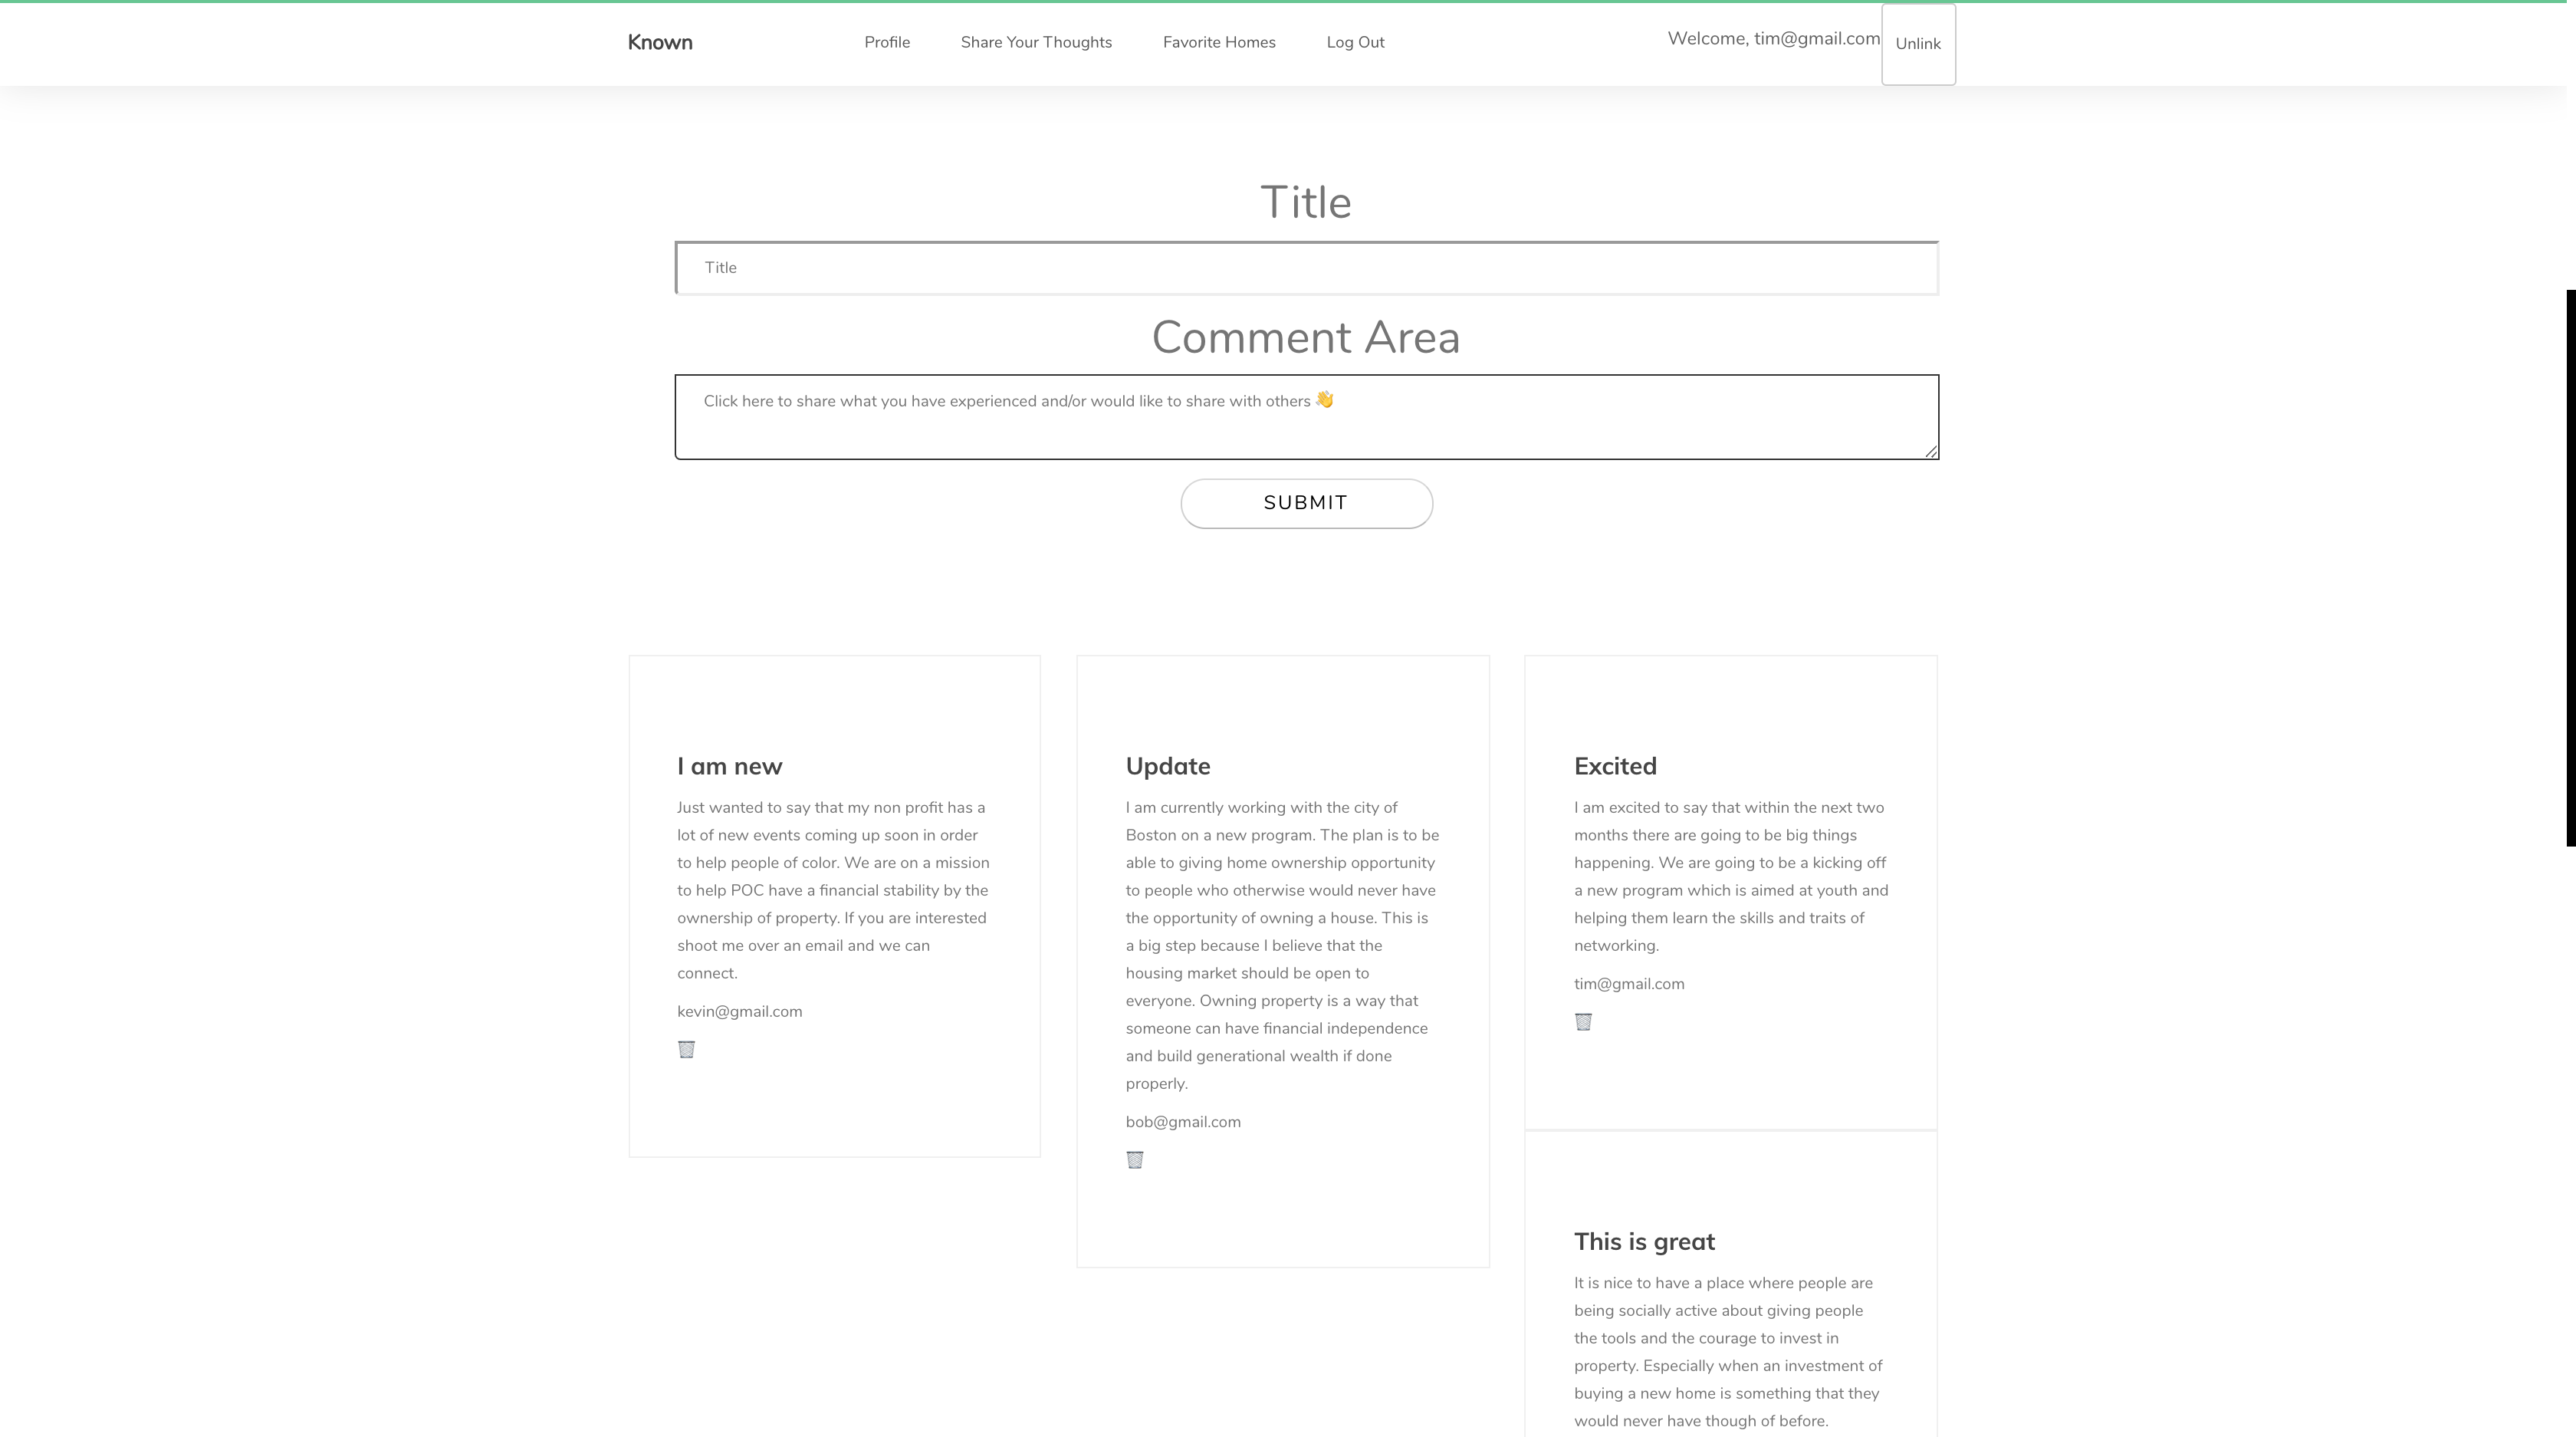 Known
Profile
Share Your Thoughts
Favorite Homes
Log Out
Welcome, tim@gmail.com
Unlink
Title
Title
Comment Area
Click here to share what you have experienced and/or would like to share with others 👋
SUBMIT
I am new
Just wanted to say that my non profit has a
lot of new events coming up soon in order
to help people of color. We are on a mission
to help POC have a financial stability by the
ownership of property. If you are interested
shoot me over an email and we can
connect.
kevin@gmail.com
Update
I am currently working with the city of
Boston on a new program. The plan is to be
able to giving home ownership opportunity
to people who otherwise would never have
the opportunity of owning a house. This is
a big step because I believe that the
housing market should be open to
everyone. Owning property is a way that
someone can have financial independence
and build generational wealth if done
properly.
bob@gmail.com
Excited
I am excited to say that within the next two
months there are going to be big things
happening. We are going to be a kicking off
a new program which is aimed at youth and
helping them learn the skills and traits of
networking.
tim@gmail.com
This is great
It is nice to have a place where people are
being socially active about giving people
the tools and the courage to invest in
property. Especially when an investment of
buying a new home is something that they
would never have though of before.